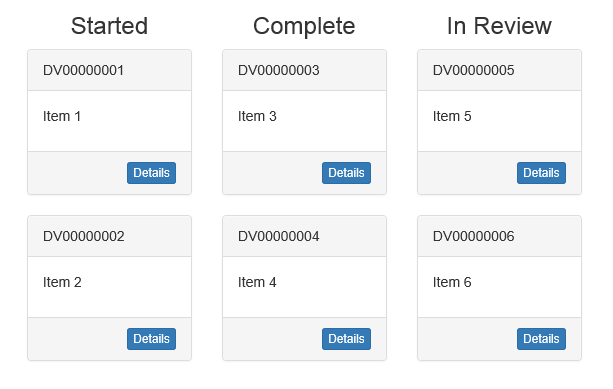 Started
DV00000001
Item 1
Details
DV00000002
Item 2
Details
Complete
DV00000003
Item 3
Details
DV00000004
Item 4
Details
In Review
DV00000005
Item 5
Details
DV00000006
Item 6
Details